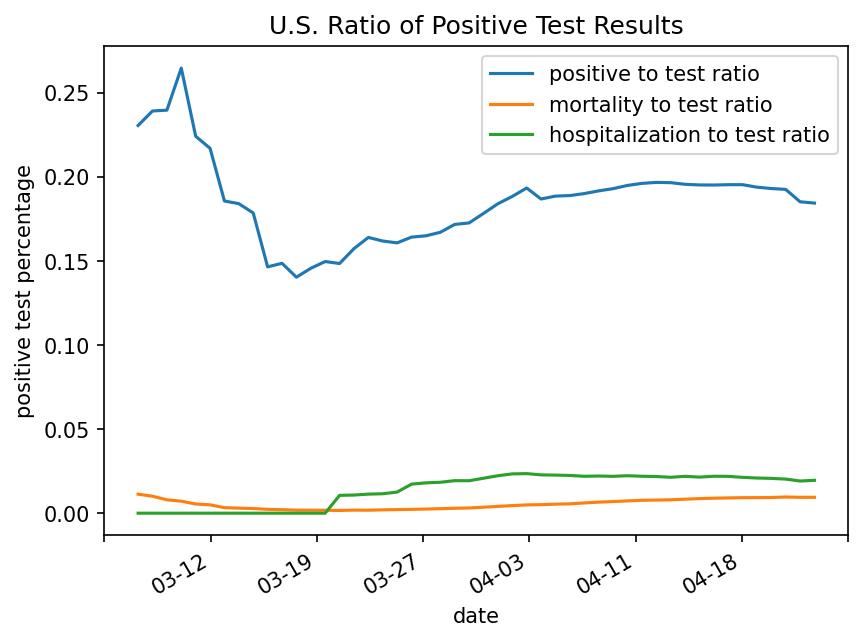 U.S. Ratio of Positive Test Results
positive to test ratio
mortality to test ratio
hospitalization to test ratio
positive test percentage
0.25
0.20
0.15
0.10
0.05
0.00
03-12
03-19
03-27
04-03
04-11
04-18
date